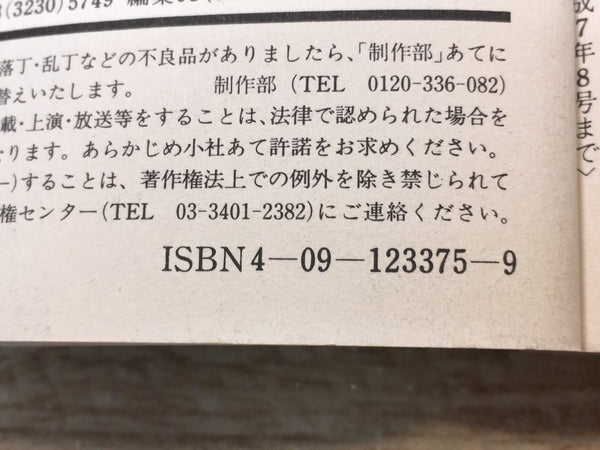 3(3230)5749 編集
落丁・乱丁などの不良品がありましたら、「制作部」あてに
替えいたします。 制作部(TEL 0120-336-082)
載・上演・放送等をすることは、法律で認められた場合を
ります。あらかじめ小社あて許諾をお求めください。
ー)することは、著作権法上での例外を除き禁じられて
権センター(TEL 03-3401-2382)にご連絡ください。
ISBN4―09―123375―9
成7年8号まで〉